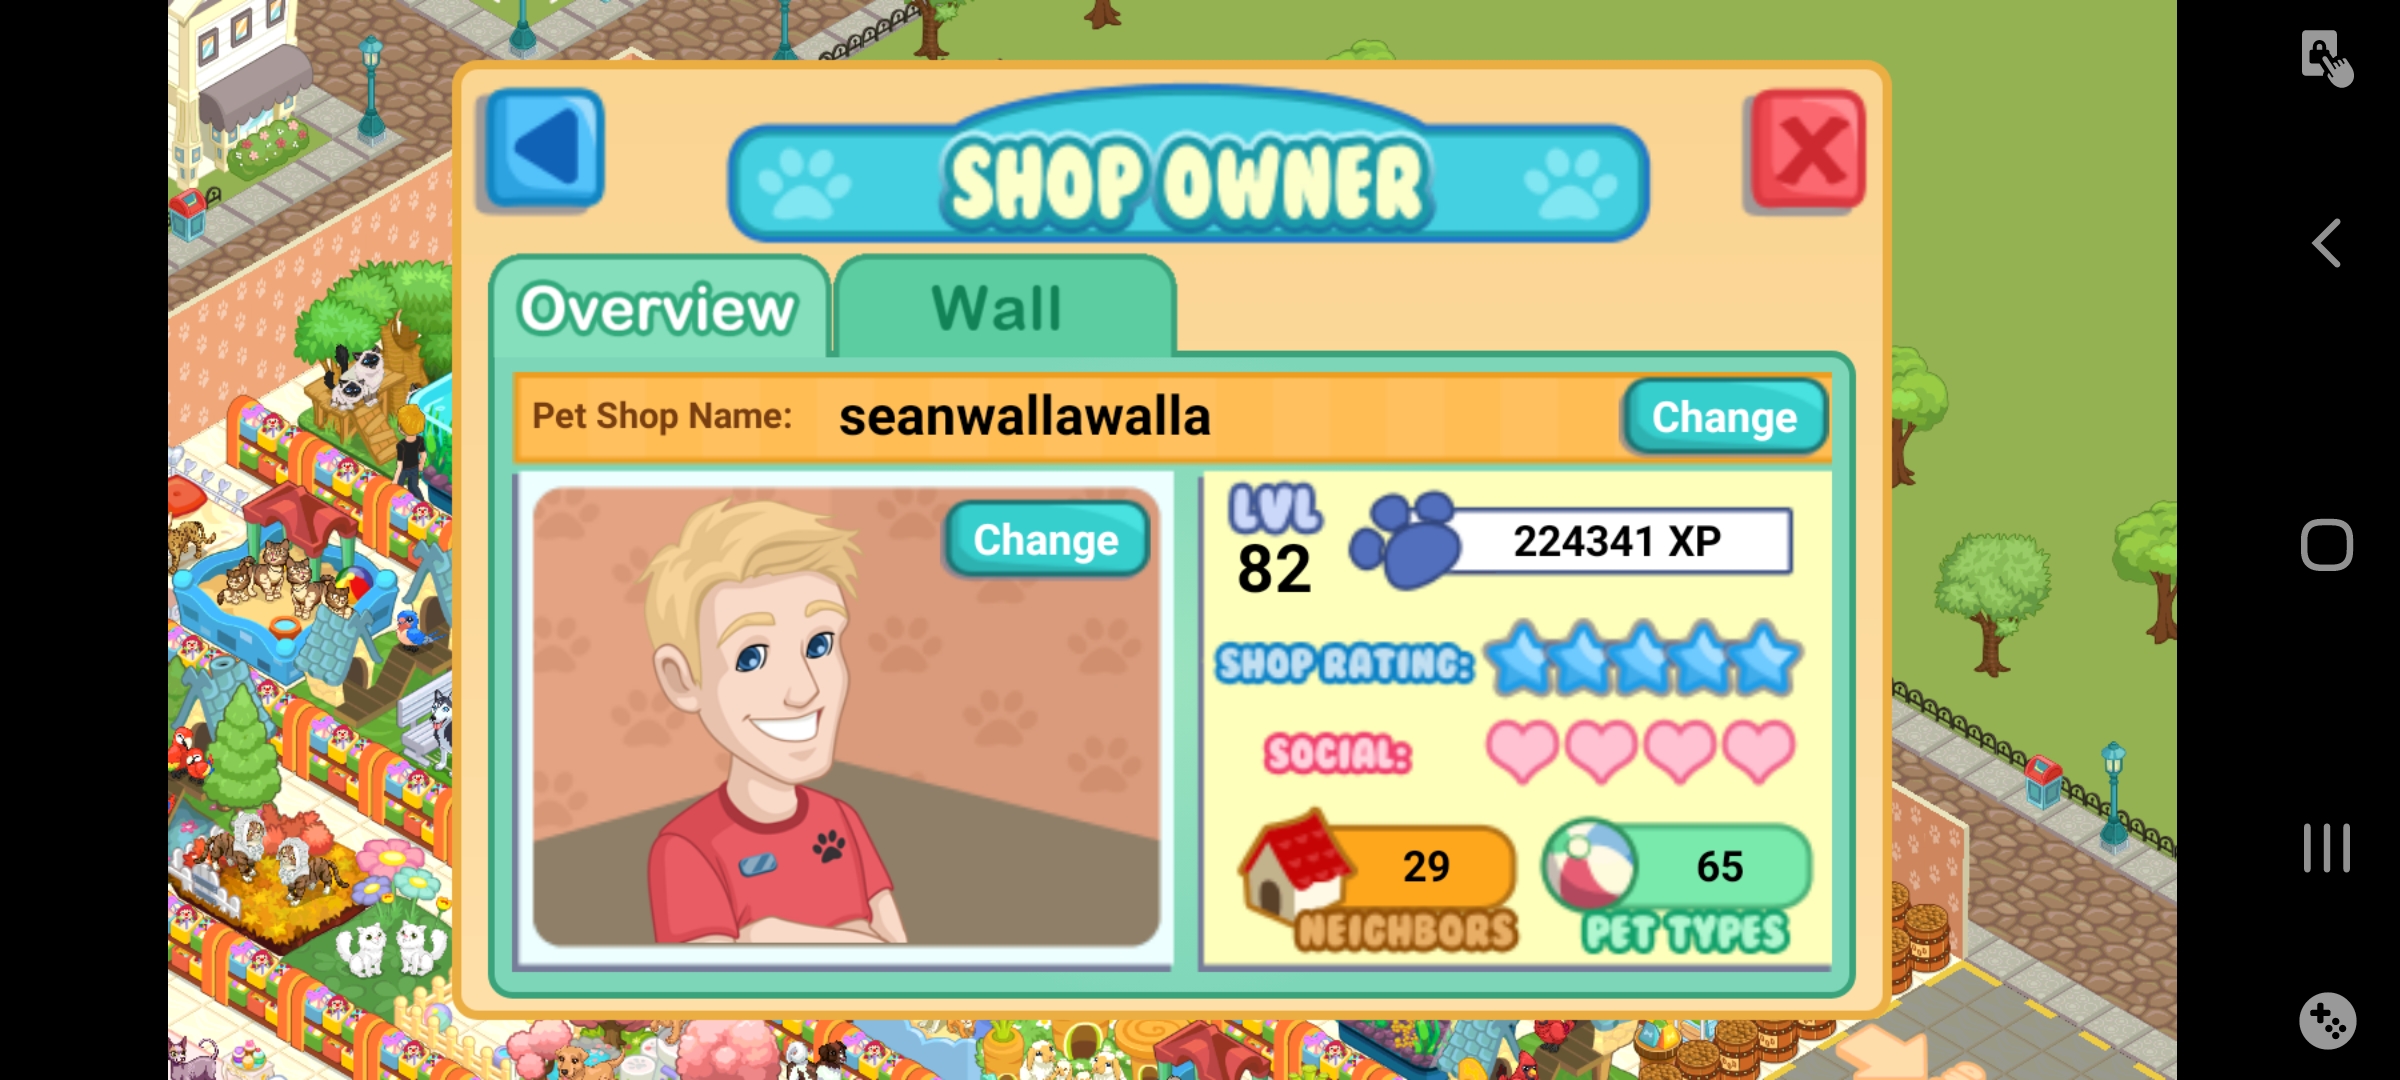 SHOP OWNER
Overview
Wall
Pet Shop Name: seanwallawalla
Change
Change
LVL
82
224341 XP
SHOP RATING:
SOCIAL:
29
NEIGHBORS
65
PET TYPES